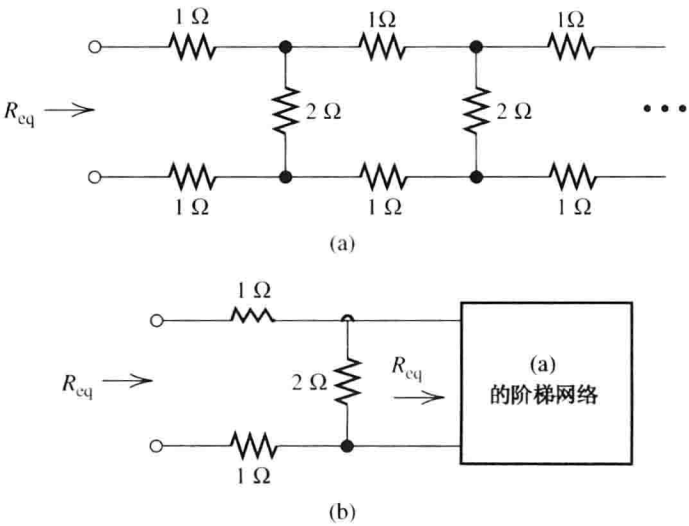 1 Ω 1Ω 1Ω
R_eq 2 Ω 2 Ω
1 Ω 1 Ω 1 Ω
(a)
1 Ω
R_eq 2 Ω R_eq (a)
的阶梯网络
1 Ω
(b)